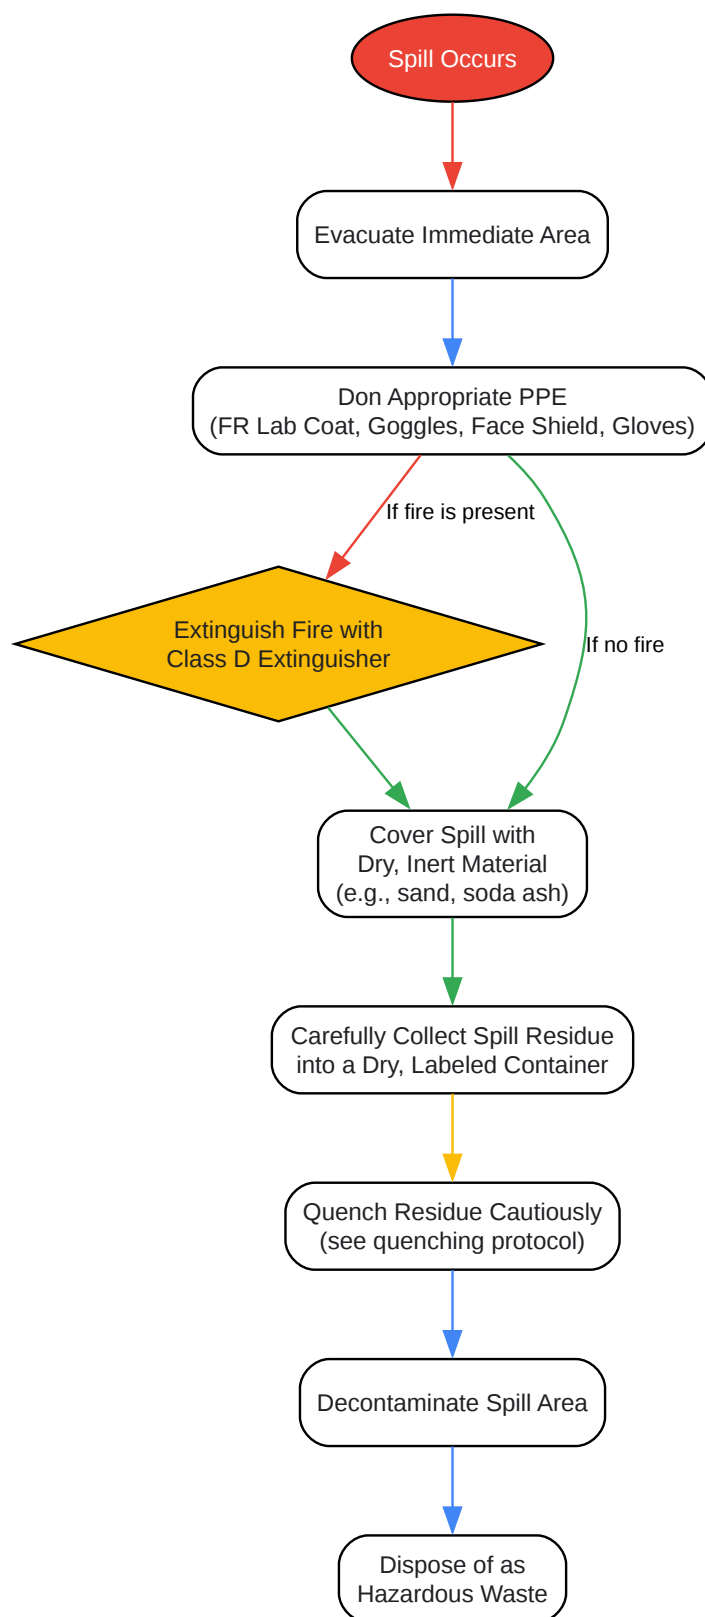 Spill Occurs
Evacuate Immediate Area
Don Appropriate PPE
(FR Lab Coat, Goggles, Face Shield, Gloves)
If fire is present
Extinguish Fire with
Class D Extinguisher
If no fire
Cover Spill with
Dry, Inert Material
(e.g., sand, soda ash)
Carefully Collect Spill Residue
into a Dry, Labeled Container
Quench Residue Cautiously
(see quenching protocol)
Decontaminate Spill Area
Dispose of as
Hazardous Waste